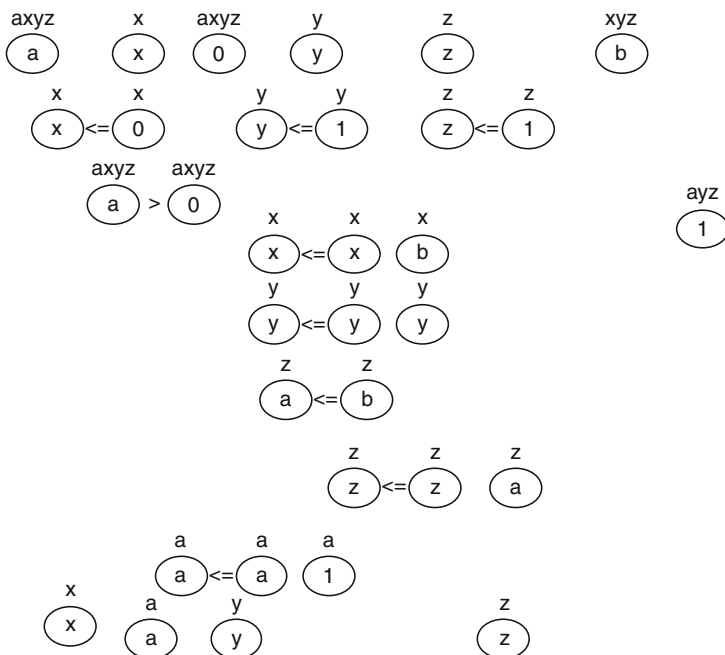 axyz x axyz y z xyz
a x 0 y z b
x x y y z z
x <= 0 y <= 1 z <= 1
axyz axyz
a > 0
ayz
1
x x x
x <= x b
y y y
y <= y y
z z
a <= b
z z z
z <= z a
a a a
a <= a 1
x a y z
x a y z